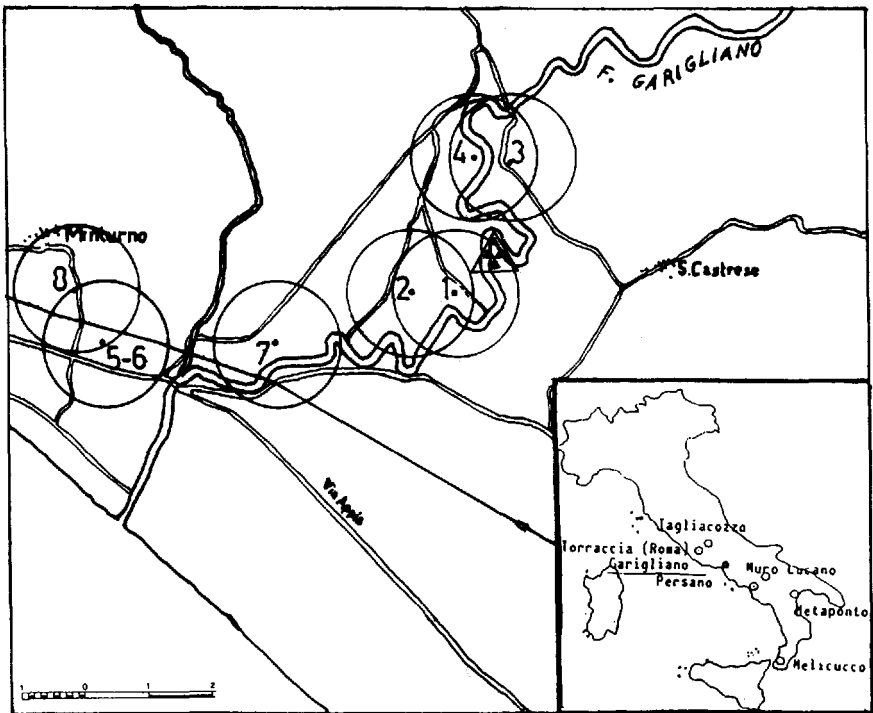 F. GARIGLIANO
4.
3
Minturno
8
2.
1.
S.Castrese
5-6
7.
Via Appia
1 0 1 2
Tagliacozzo
Torraccia (Roma)
Garigliano
Muro Lucano
Persano
Metaponto
Melicucco